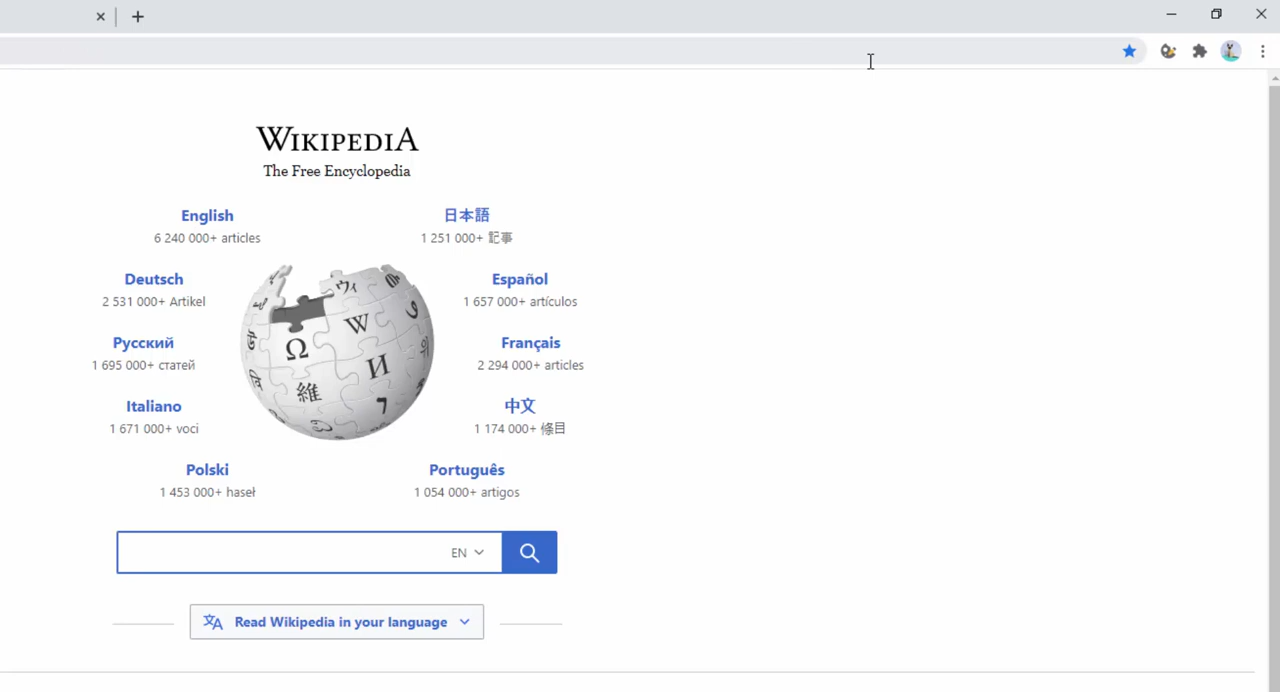 WIKIPEDIA
The Free Encyclopedia
English
6 240 000+ articles
日本語
1 251 000+ 記事
Deutsch
2 531 000+ Artikel
Español
1 657 000+ artículos
Русский
1 695 000+ статей
Français
2 294 000+ articles
Italiano
1 671 000+ voci
中文
1 174 000+ 條目
Polski
1 453 000+ haseł
Português
1 054 000+ artigos
Ω
W
И
維
ウィ
EN
Read Wikipedia in your language